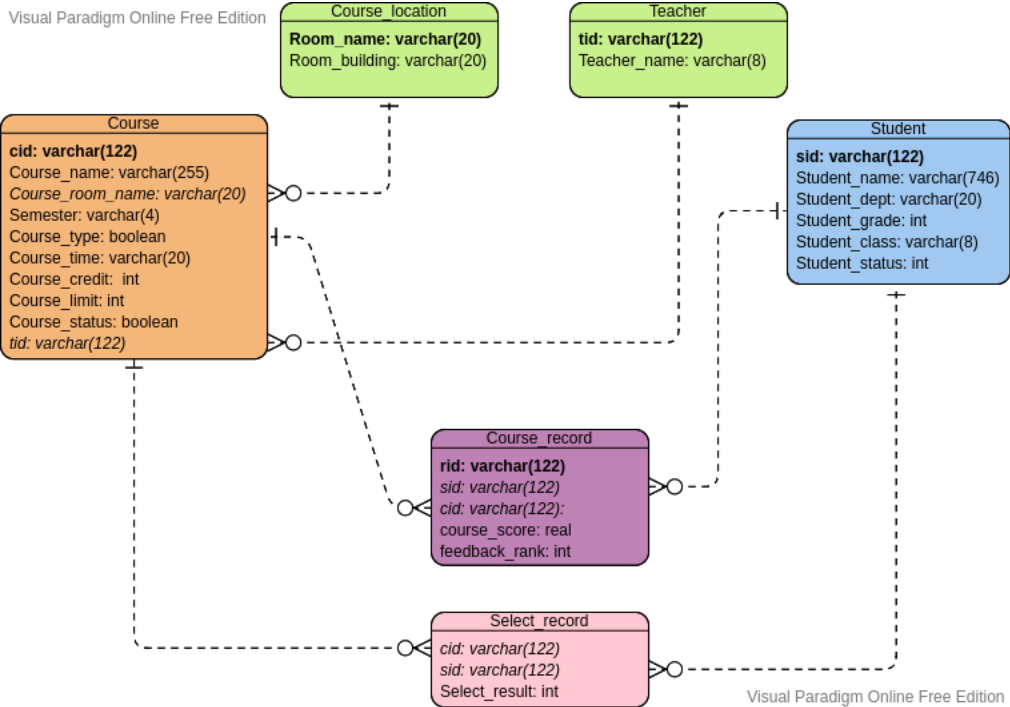 Visual Paradigm Online Free Edition
Course_location
Room_name: varchar(20)
Room_building: varchar(20)
Teacher
tid: varchar(122)
Teacher_name: varchar(8)
Course
cid: varchar(122)
Course_name: varchar(255)
Course_room_name: varchar(20)
Semester: varchar(4)
Course_type: boolean
Course_time: varchar(20)
Course_credit:  int
Course_limit: int
Course_status: boolean
tid: varchar(122)
Student
sid: varchar(122)
Student_name: varchar(746)
Student_dept: varchar(20)
Student_grade: int
Student_class: varchar(8)
Student_status: int
Course_record
rid: varchar(122)
sid: varchar(122)
cid: varchar(122):
course_score: real
feedback_rank: int
Select_record
cid: varchar(122)
sid: varchar(122)
Select_result: int
Visual Paradigm Online Free Edition